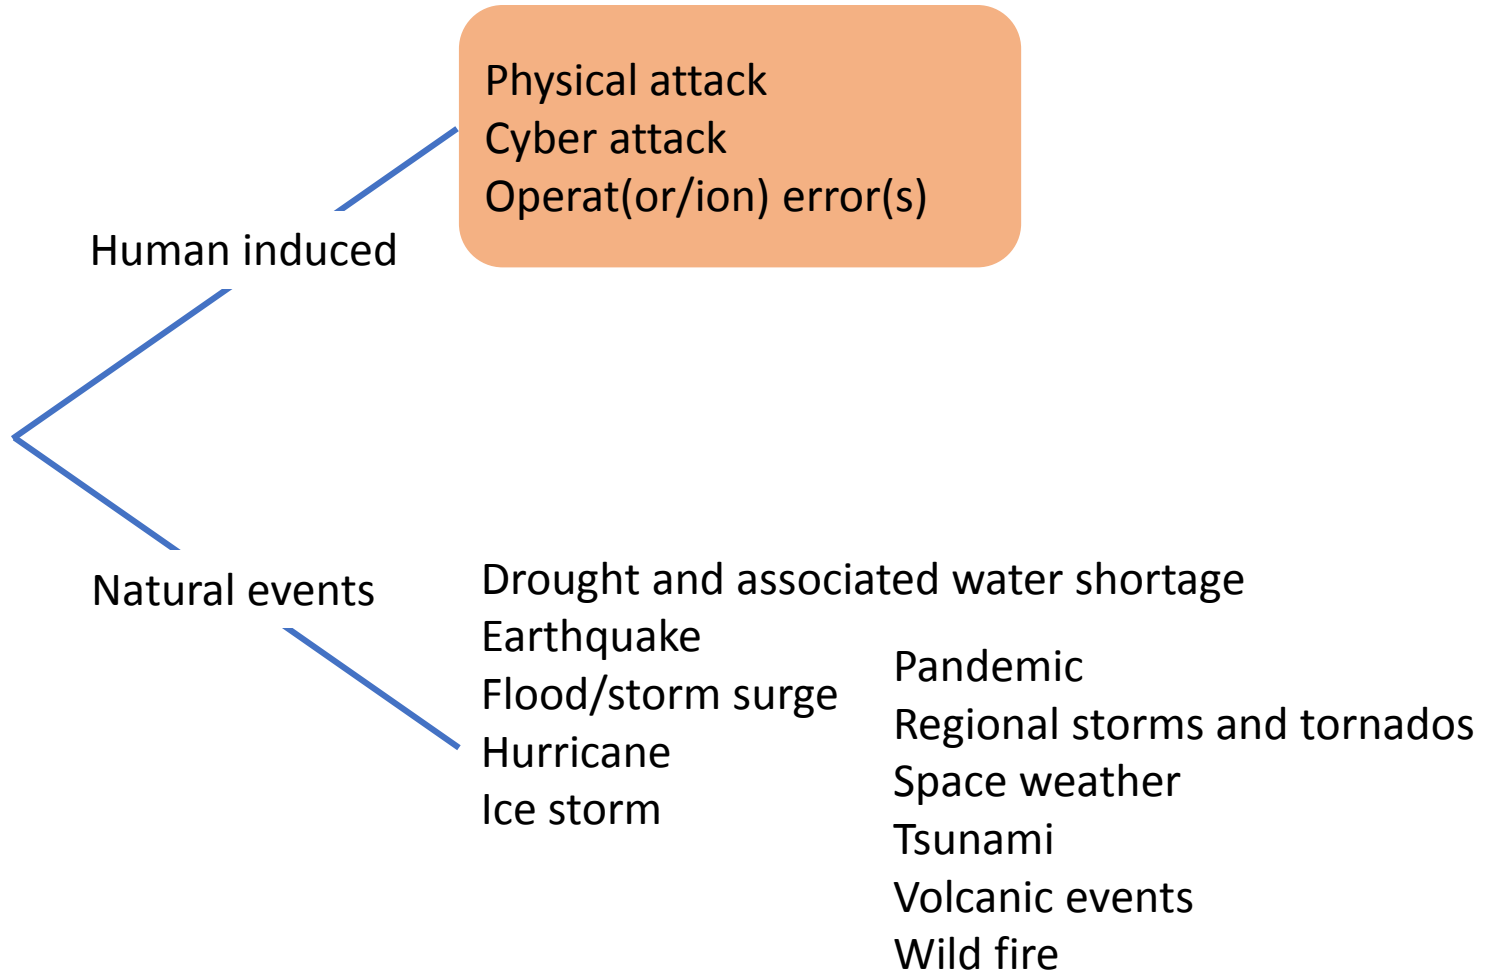 Physical attack
Cyber attack
Operat(or/ion) error(s)
Human induced
Natural events
Drought and associated water shortage
Earthquake
Flood/storm surge
Hurricane
Ice storm
Pandemic
Regional storms and tornados
Space weather
Tsunami
Volcanic events
Wild fire